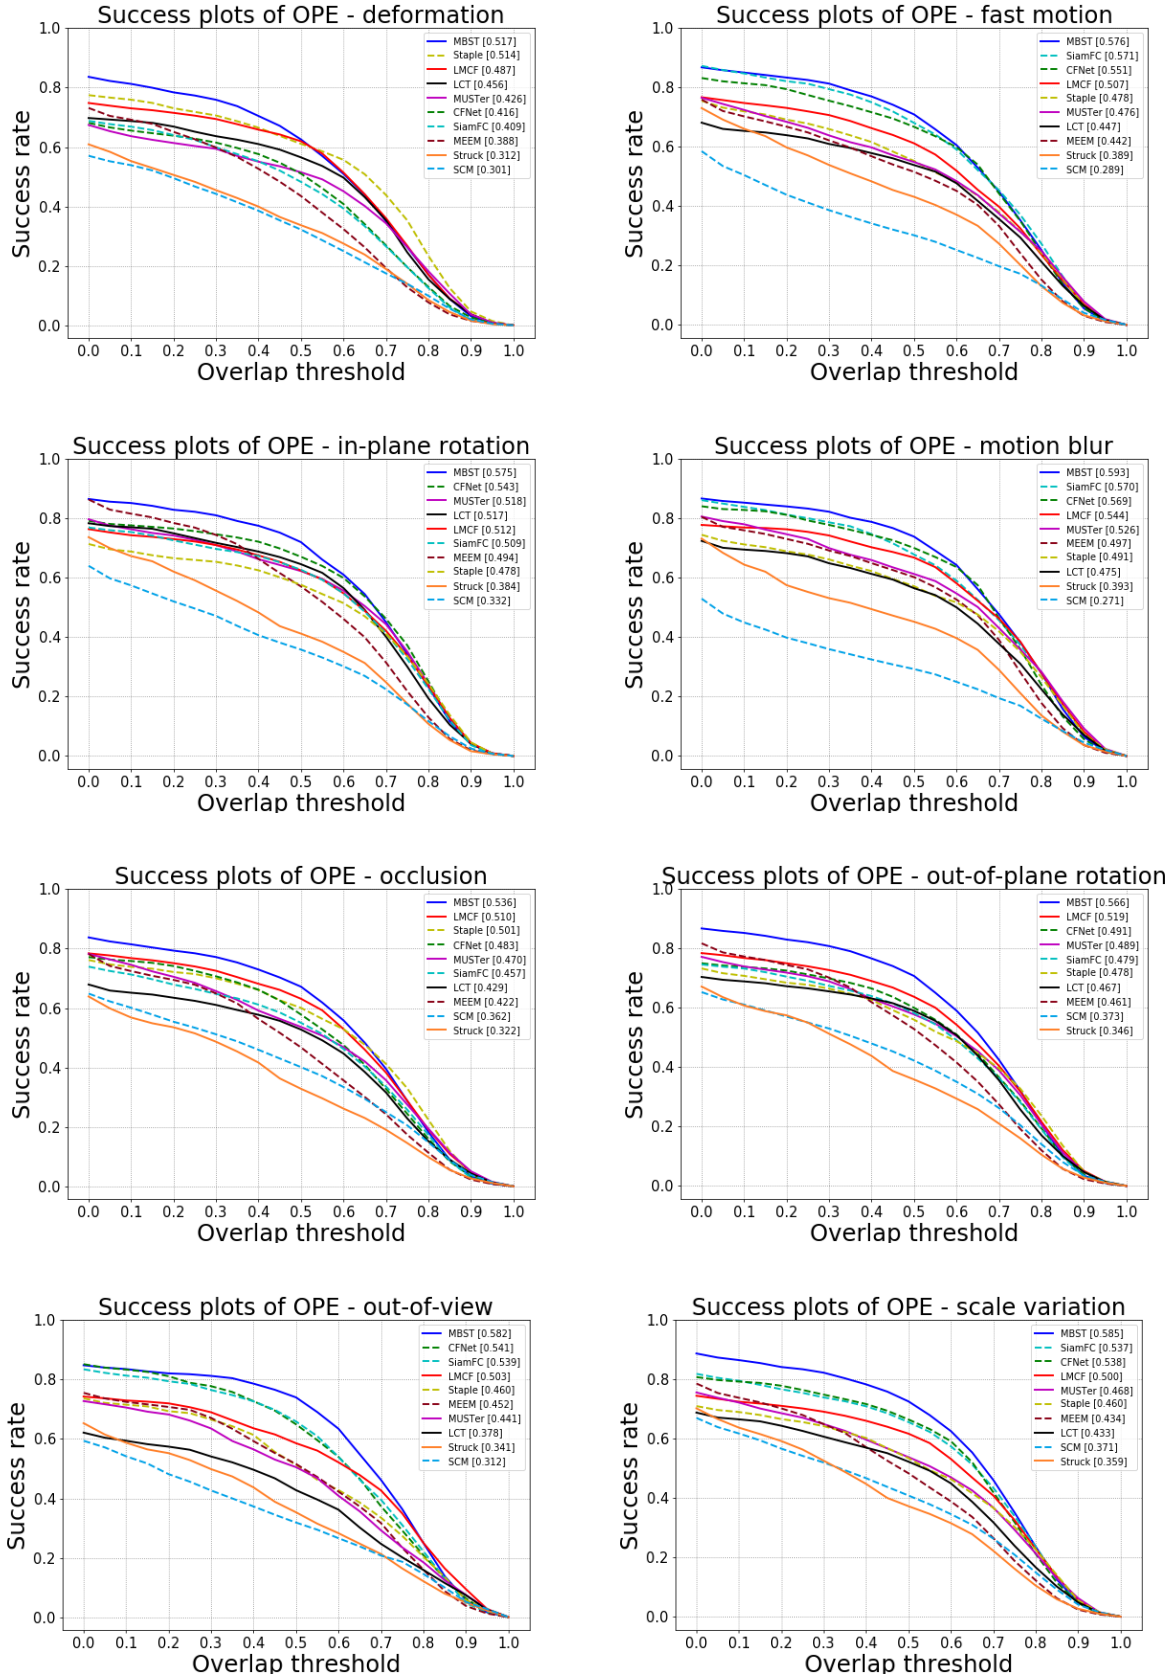 Success plots of OPE - deformation
1.0
0.8
0.6
0.4
0.2
0.0
Success rate
MBST [0.517]
Staple [0.514]
LMCF [0.487]
LCT [0.456]
MUSTer [0.426]
CFNet [0.416]
SiamFC [0.409]
MEEM [0.388]
Struck [0.312]
SCM [0.301]
0.0 0.1 0.2 0.3 0.4 0.5 0.6 0.7 0.8 0.9 1.0
Overlap threshold
Success plots of OPE - fast motion
1.0
0.8
0.6
0.4
0.2
0.0
Success rate
MBST [0.576]
SiamFC [0.571]
CFNet [0.551]
LMCF [0.507]
Staple [0.478]
MUSTer [0.476]
LCT [0.447]
MEEM [0.442]
Struck [0.389]
SCM [0.289]
0.0 0.1 0.2 0.3 0.4 0.5 0.6 0.7 0.8 0.9 1.0
Overlap threshold
Success plots of OPE - in-plane rotation
1.0
0.8
0.6
0.4
0.2
0.0
Success rate
MBST [0.575]
CFNet [0.543]
MUSTer [0.518]
LCT [0.517]
LMCF [0.512]
SiamFC [0.509]
MEEM [0.494]
Staple [0.478]
Struck [0.384]
SCM [0.332]
0.0 0.1 0.2 0.3 0.4 0.5 0.6 0.7 0.8 0.9 1.0
Overlap threshold
Success plots of OPE - motion blur
1.0
0.8
0.6
0.4
0.2
0.0
Success rate
MBST [0.593]
SiamFC [0.570]
CFNet [0.569]
LMCF [0.544]
MUSTer [0.526]
MEEM [0.497]
Staple [0.491]
LCT [0.475]
Struck [0.393]
SCM [0.271]
0.0 0.1 0.2 0.3 0.4 0.5 0.6 0.7 0.8 0.9 1.0
Overlap threshold
Success plots of OPE - occlusion
1.0
0.8
0.6
0.4
0.2
0.0
Success rate
MBST [0.536]
LMCF [0.510]
Staple [0.501]
CFNet [0.483]
MUSTer [0.470]
SiamFC [0.457]
LCT [0.429]
MEEM [0.422]
SCM [0.362]
Struck [0.322]
0.0 0.1 0.2 0.3 0.4 0.5 0.6 0.7 0.8 0.9 1.0
Overlap threshold
Success plots of OPE - out-of-plane rotation
1.0
0.8
0.6
0.4
0.2
0.0
Success rate
MBST [0.566]
LMCF [0.519]
CFNet [0.491]
MUSTer [0.489]
SiamFC [0.479]
Staple [0.478]
LCT [0.467]
MEEM [0.461]
SCM [0.373]
Struck [0.346]
0.0 0.1 0.2 0.3 0.4 0.5 0.6 0.7 0.8 0.9 1.0
Overlap threshold
Success plots of OPE - out-of-view
1.0
0.8
0.6
0.4
0.2
0.0
Success rate
MBST [0.582]
CFNet [0.541]
SiamFC [0.539]
LMCF [0.503]
Staple [0.460]
MEEM [0.452]
MUSTer [0.441]
LCT [0.378]
Struck [0.341]
SCM [0.312]
0.0 0.1 0.2 0.3 0.4 0.5 0.6 0.7 0.8 0.9 1.0
Overlap threshold
Success plots of OPE - scale variation
1.0
0.8
0.6
0.4
0.2
0.0
Success rate
MBST [0.585]
SiamFC [0.537]
CFNet [0.538]
LMCF [0.500]
MUSTer [0.468]
Staple [0.460]
MEEM [0.434]
LCT [0.433]
SCM [0.371]
Struck [0.359]
0.0 0.1 0.2 0.3 0.4 0.5 0.6 0.7 0.8 0.9 1.0
Overlap threshold